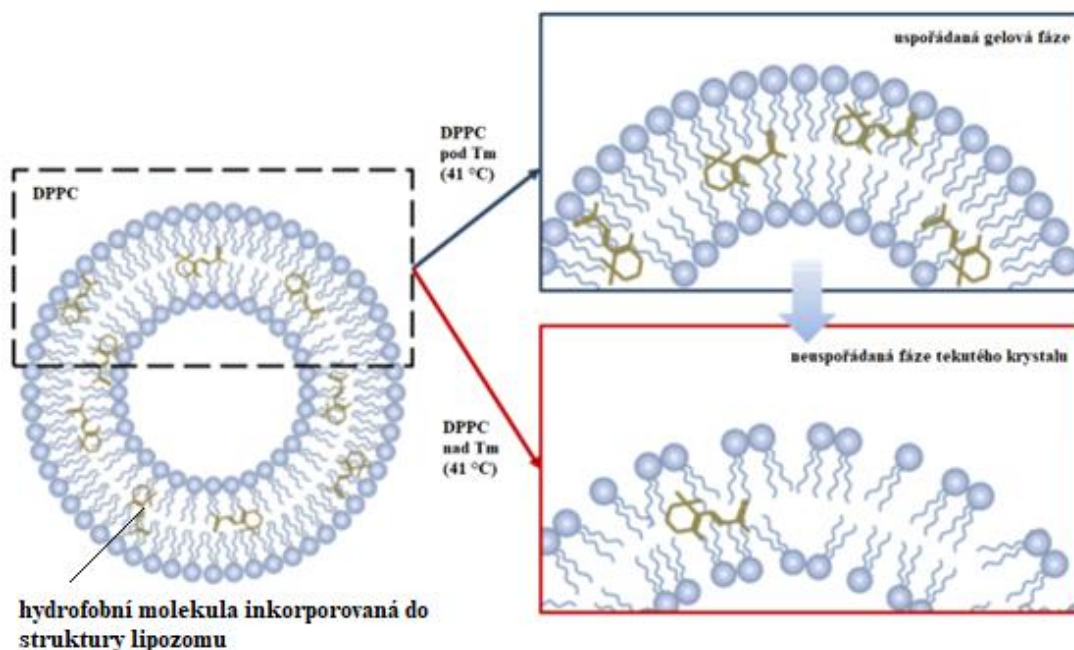 uspořádaná gelová fáze
DPPC
pod Tm
(41 °C)
DPPC
neuspořádaná fáze tekutého krystalu
DPPC
nad Tm
(41 °C)
hydrofobní molekula inkorporovaná do
struktury lipozomu